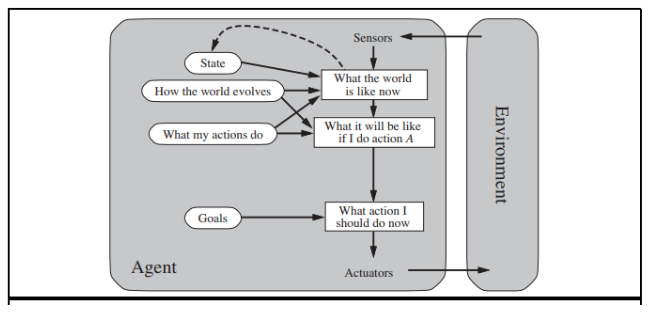 Sensors
State
What the world
is like now
How the world evolves
What it will be like
if I do action A
What my actions do
Goals
What action I
should do now
Agent
Actuators
Environment